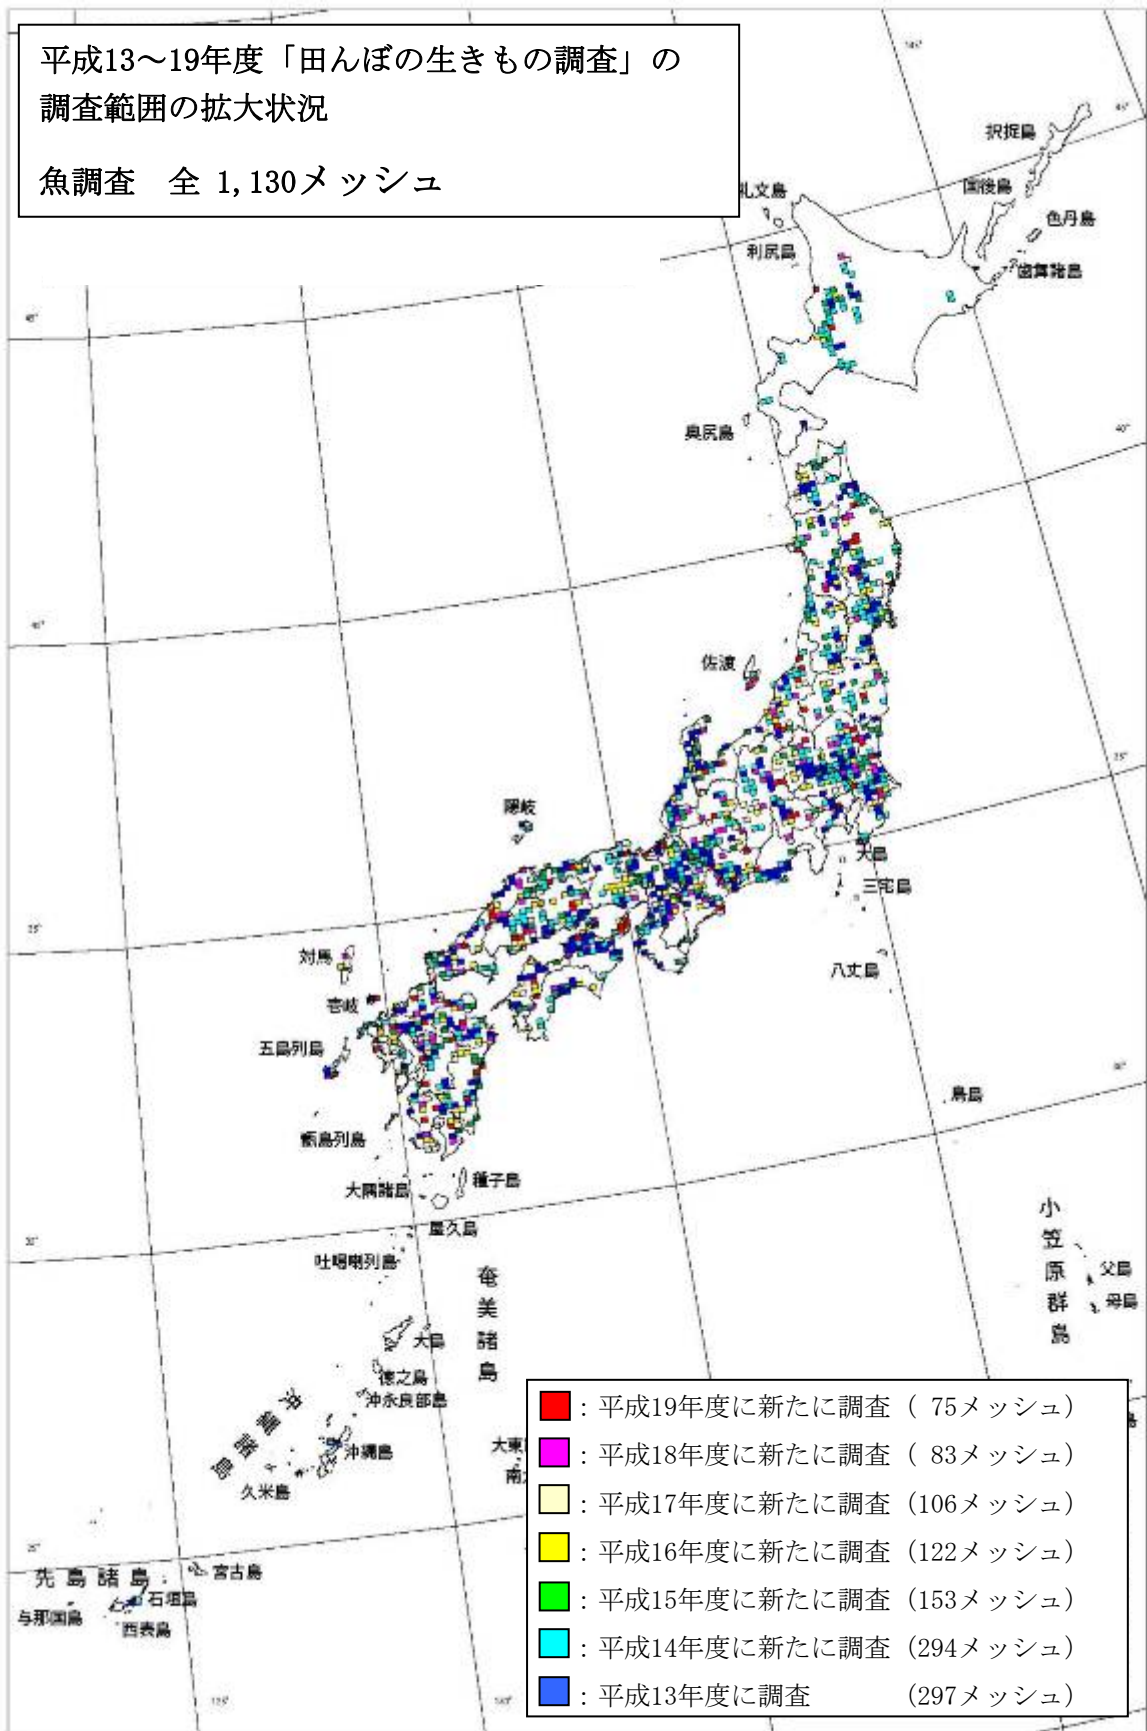 平成13～19年度「田んぼの生きもの調査」の
調査範囲の拡大状況
魚調査　全 1,130メッシュ
択捉島
国後島
礼文島
色丹島
利尻島
歯舞諸島
奥尻島
佐渡
隠岐
大島
三宅島
対馬
八丈島
壱岐
五島列島
鳥島
甑島列島
種子島
大隅諸島
屋久島
吐噶喇列島
小笠原群島
父島
母島
奄美諸島
大島
徳之島
沖永良部島
沖縄諸島
沖縄島
久米島
大東
南
宮古島
先島諸島
石垣島
与那国島
西表島
：平成19年度に新たに調査（ 75メッシュ）
：平成18年度に新たに調査（ 83メッシュ）
：平成17年度に新たに調査（106メッシュ）
：平成16年度に新たに調査（122メッシュ）
：平成15年度に新たに調査（153メッシュ）
：平成14年度に新たに調査（294メッシュ）
：平成13年度に調査　　　（297メッシュ）